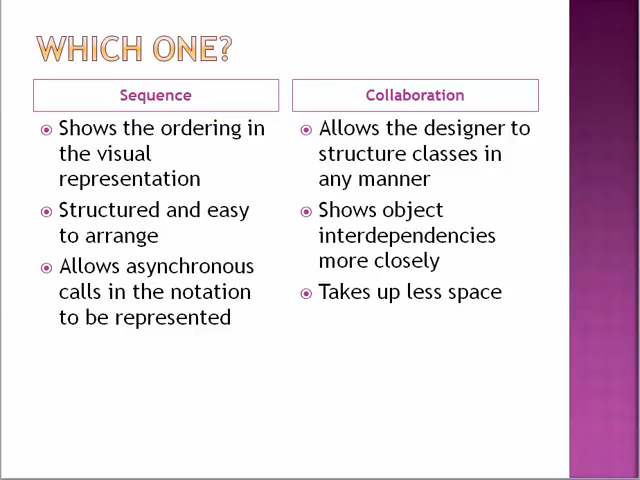 WHICH ONE?
Sequence
Shows the ordering in
the visual
representation
Structured and easy
to arrange
Allows asynchronous
calls in the notation
to be represented
Collaboration
Allows the designer to
structure classes in
any manner
Shows object
interdependencies
more closely
Takes up less space